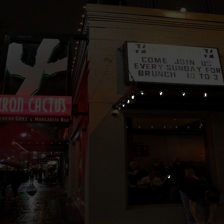 IRON CACTUS
COME JOIN US
EVERY SUNDAY FOR
BRUNCH 10 TO 3